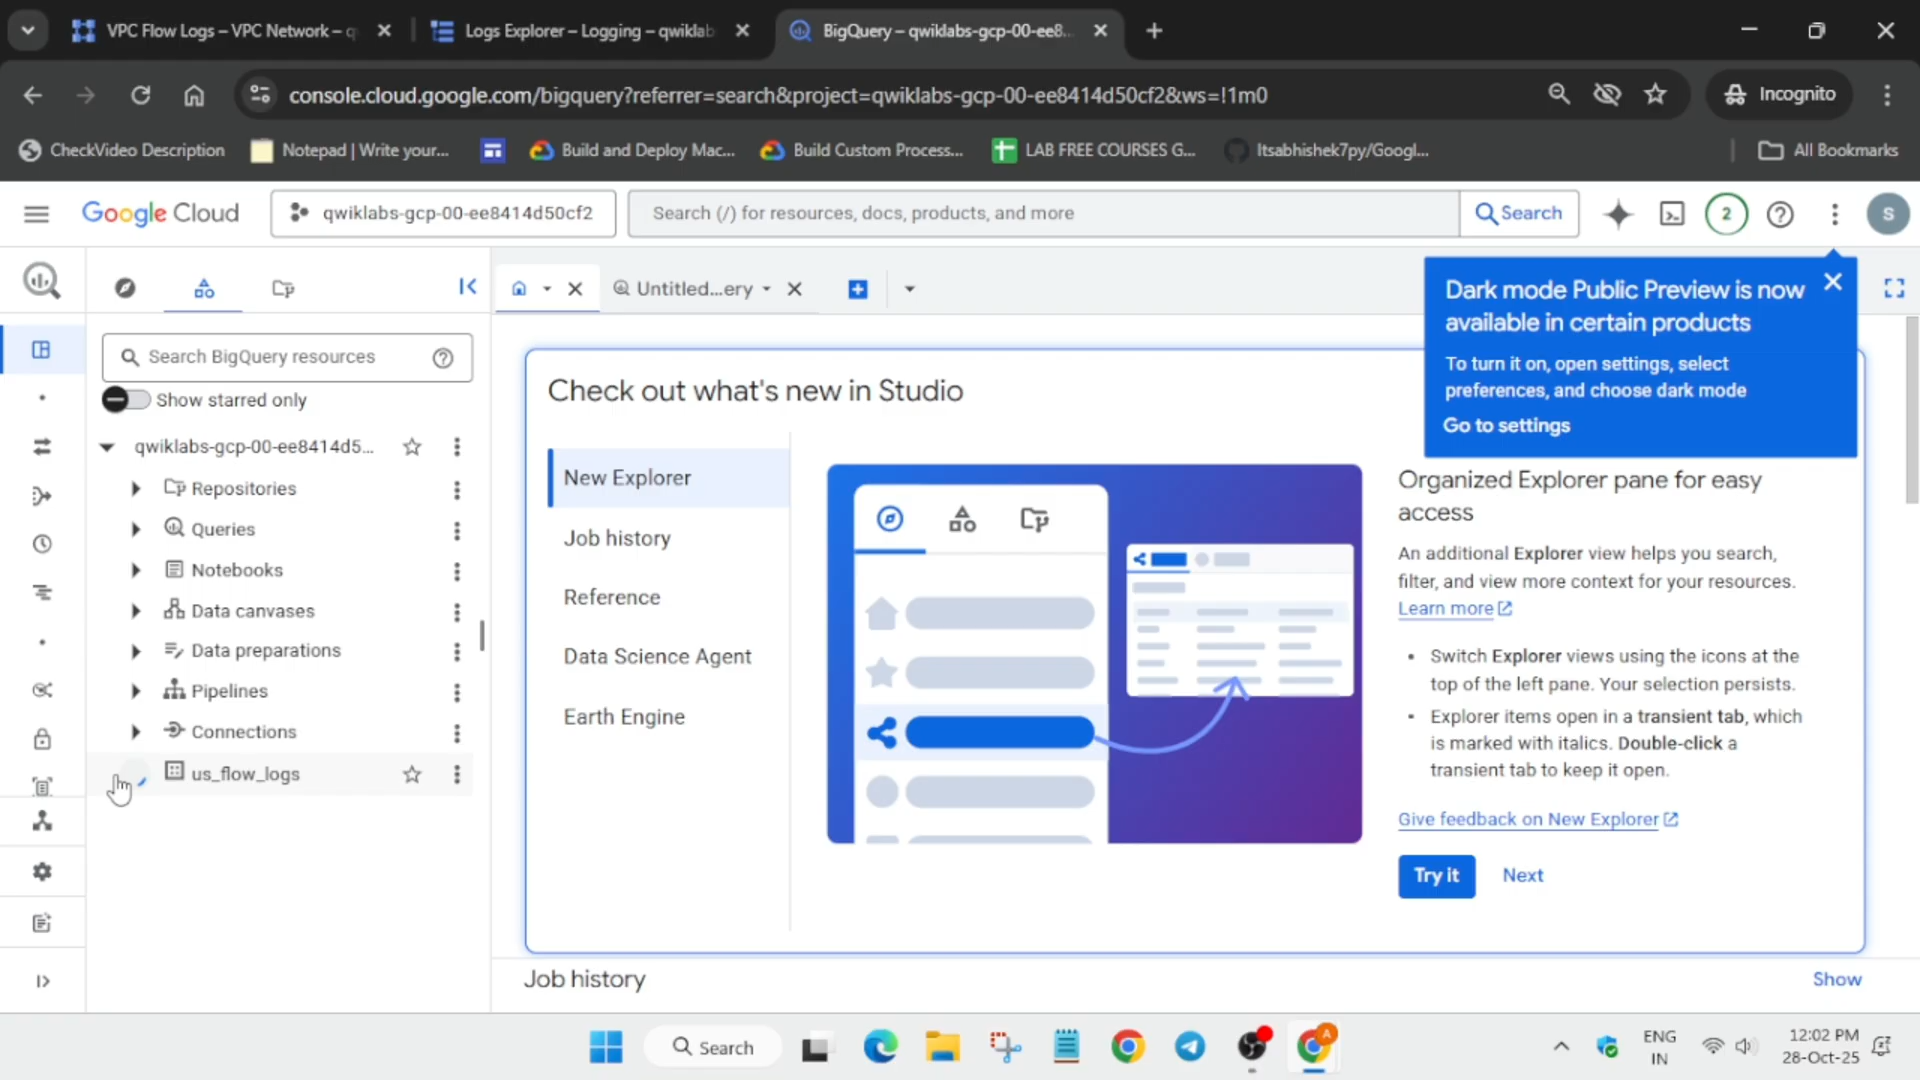 VPC Flow Logs – VPC Network – q
Logs Explorer – Logging – qwiklab
BigQuery – qwiklabs-gcp-00-ee8...
console.cloud.google.com/bigquery?referrer=search&project=qwiklabs-gcp-00-ee8414d50cf2&ws=!1m0
Incognito
CheckVideo Description
Notepad | Write your...
Build and Deploy Mac...
Build Custom Process...
LAB FREE COURSES G...
Itsabhishek7py/Googl...
All Bookmarks
Google Cloud
qwiklabs-gcp-00-ee8414d50cf2
Search (/) for resources, docs, products, and more
Search
2
S
Untitled...ery
Dark mode Public Preview is now
available in certain products
To turn it on, open settings, select
preferences, and choose dark mode
Go to settings
Search BigQuery resources
Show starred only
qwiklabs-gcp-00-ee8414d5...
Repositories
Queries
Notebooks
Data canvases
Data preparations
Pipelines
Connections
us_flow_logs
Check out what's new in Studio
New Explorer
Job history
Reference
Data Science Agent
Earth Engine
Organized Explorer pane for easy
access
An additional Explorer view helps you search,
filter, and view more context for your resources.
Learn more
• Switch Explorer views using the icons at the
top of the left pane. Your selection persists.
• Explorer items open in a transient tab, which
is marked with italics. Double-click a
transient tab to keep it open.
Give feedback on New Explorer
Try it
Next
Job history
Show
Search
A
ENG
IN
12:02 PM
28-Oct-25